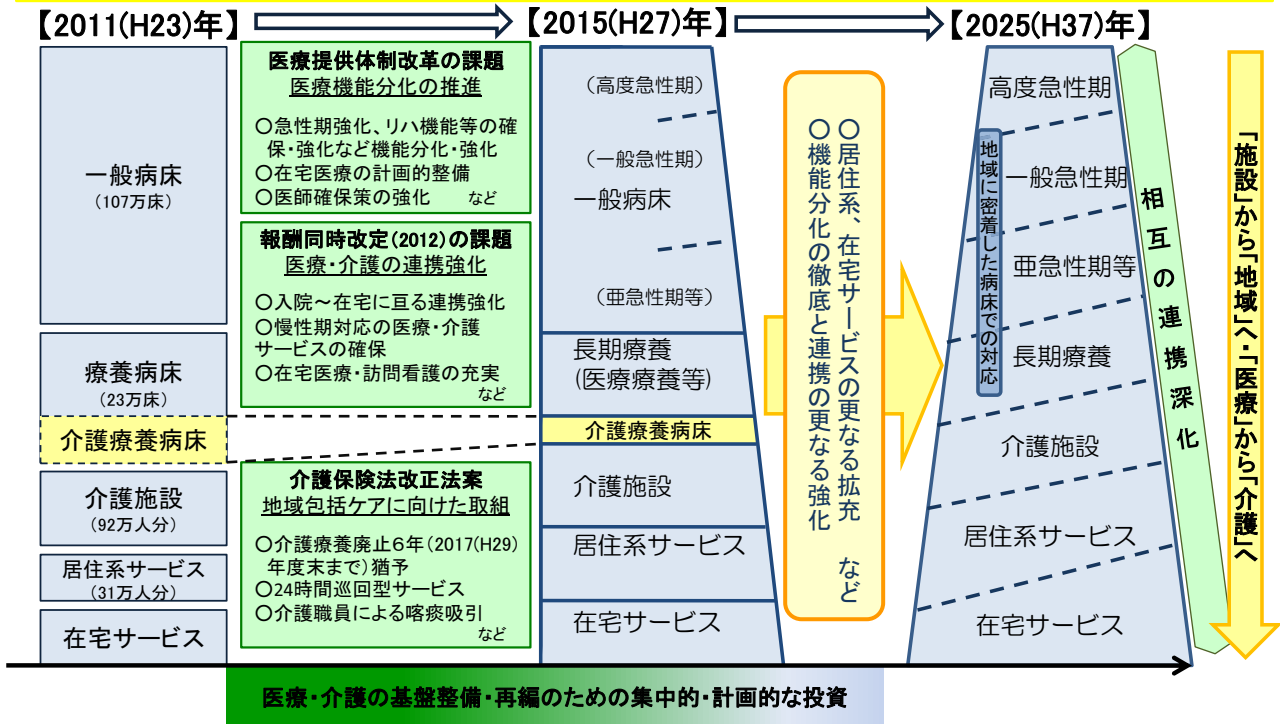 【2011(H23)年】
【2015(H27)年】
【2025(H37)年】
一般病床
(107万床)
療養病床
(23万床)
介護療養病床
介護施設
(92万人分)
居住系サービス
(31万人分)
在宅サービス
医療提供体制改革の課題
医療機能分化の推進
○急性期強化、リハ機能等の確
保・強化など機能分化・強化
○在宅医療の計画的整備
○医師確保策の強化 など
報酬同時改定(2012)の課題
医療・介護の連携強化
○入院～在宅に亘る連携強化
○慢性期対応の医療・介護
サービスの確保
○在宅医療・訪問看護の充実
など
介護保険法改正法案
地域包括ケアに向けた取組
○介護療養廃止6年(2017(H29)
年度末まで)猶予
○24時間巡回型サービス
○介護職員による喀痰吸引
など
(高度急性期)
(一般急性期)
一般病床
(亜急性期等)
長期療養
(医療療養等)
介護療養病床
介護施設
居住系サービス
在宅サービス
○居住系、在宅サービスの更なる拡充 など
○機能分化の徹底と連携の更なる強化
高度急性期
一般急性期
亜急性期等
長期療養
介護施設
居住系サービス
在宅サービス
地域に密着した病床での対応
相互の連携深化
「施設」から「地域」へ・「医療」から「介護」へ
医療・介護の基盤整備・再編のための集中的・計画的な投資